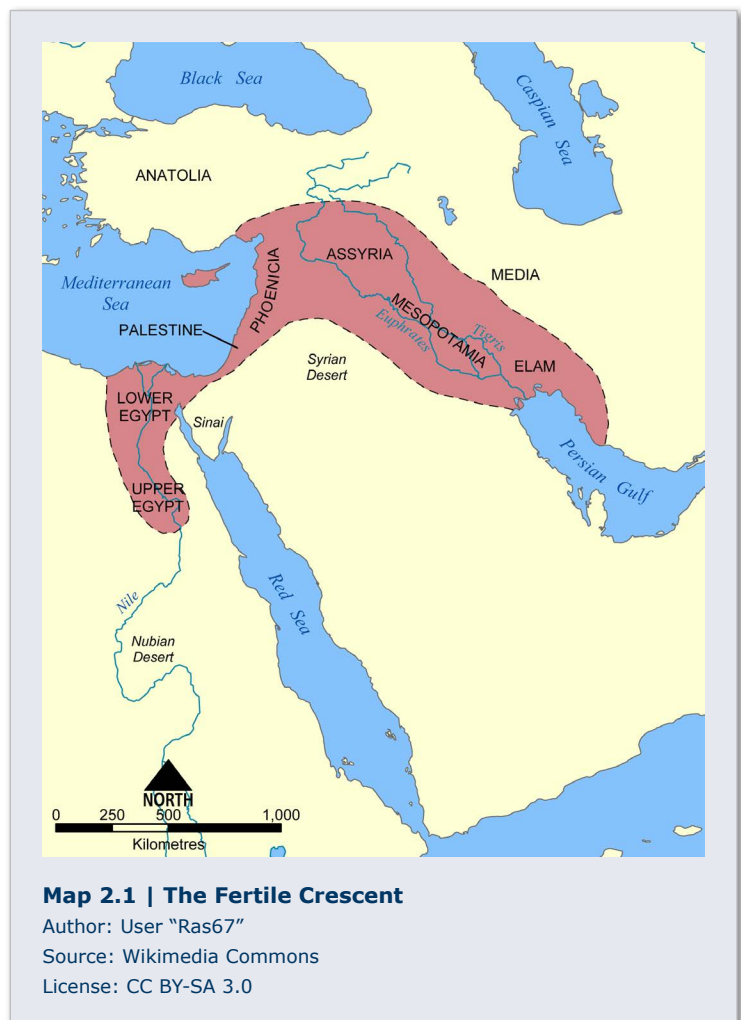 Black Sea
Caspian Sea
ANATOLIA
ASSYRIA
MEDIA
Mediterranean
Sea
PHOENICIA
MESOPOTAMIA
Tigris
Euphrates
PALESTINE
ELAM
Syrian
Desert
LOWER
EGYPT
Sinai
Persian Gulf
UPPER
EGYPT
Red Sea
Nile
Nubian
Desert
NORTH
0 250 500 1,000
Kilometres
Map 2.1 | The Fertile Crescent
Author: User “Ras67”
Source: Wikimedia Commons
License: CC BY-SA 3.0